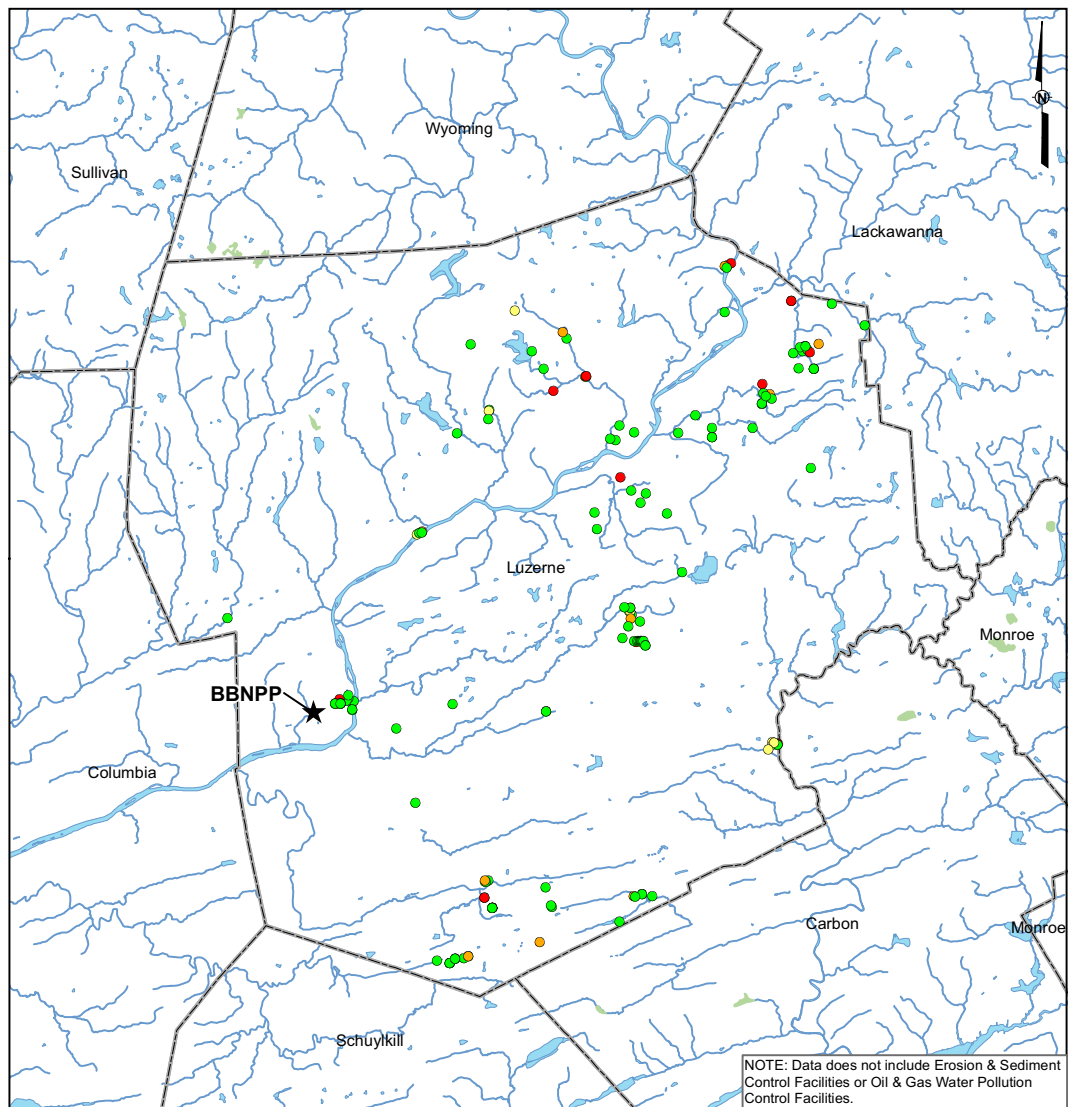 N
Wyoming
Sullivan
Lackawanna
Luzerne
Monroe
BBNPP
Columbia
Carbon
Monroe
Schuylkill
NOTE: Data does not include Erosion & Sediment
Control Facilities or Oil & Gas Water Pollution
Control Facilities.